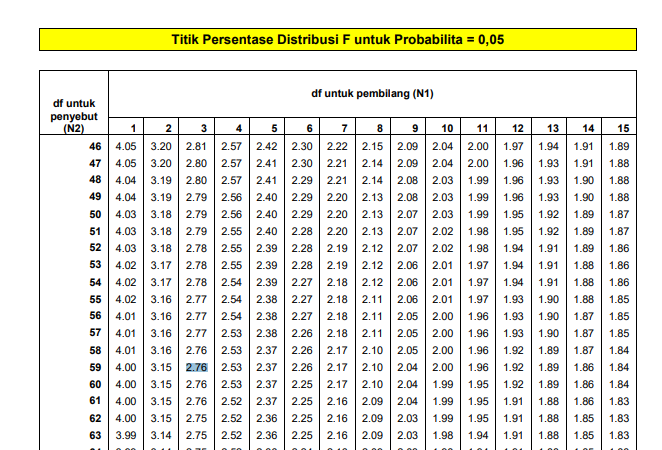 Titik Persentase Distribusi F untuk Probabilita = 0,05
df untuk penyebut (N2)
df untuk pembilang (N1)
1 2 3 4 5 6 7 8 9 10 11 12 13 14 15
46 4.05 3.20 2.81 2.57 2.42 2.30 2.22 2.15 2.09 2.04 2.00 1.97 1.94 1.91 1.89
47 4.05 3.20 2.80 2.57 2.41 2.30 2.21 2.14 2.09 2.04 2.00 1.96 1.93 1.91 1.88
48 4.04 3.19 2.80 2.57 2.41 2.29 2.21 2.14 2.08 2.03 1.99 1.96 1.93 1.90 1.88
49 4.04 3.19 2.79 2.56 2.40 2.29 2.20 2.13 2.08 2.03 1.99 1.96 1.93 1.90 1.88
50 4.03 3.18 2.79 2.56 2.40 2.29 2.20 2.13 2.07 2.03 1.99 1.95 1.92 1.89 1.87
51 4.03 3.18 2.79 2.55 2.40 2.28 2.20 2.13 2.07 2.02 1.98 1.95 1.92 1.89 1.87
52 4.03 3.18 2.78 2.55 2.39 2.28 2.19 2.12 2.07 2.02 1.98 1.94 1.91 1.89 1.86
53 4.02 3.17 2.78 2.55 2.39 2.28 2.19 2.12 2.06 2.01 1.97 1.94 1.91 1.88 1.86
54 4.02 3.17 2.78 2.54 2.39 2.27 2.18 2.12 2.06 2.01 1.97 1.94 1.91 1.88 1.86
55 4.02 3.16 2.77 2.54 2.38 2.27 2.18 2.11 2.06 2.01 1.97 1.93 1.90 1.88 1.85
56 4.01 3.16 2.77 2.54 2.38 2.27 2.18 2.11 2.05 2.00 1.96 1.93 1.90 1.87 1.85
57 4.01 3.16 2.77 2.53 2.38 2.26 2.18 2.11 2.05 2.00 1.96 1.93 1.90 1.87 1.85
58 4.01 3.16 2.76 2.53 2.37 2.26 2.17 2.10 2.05 2.00 1.96 1.92 1.89 1.87 1.84
59 4.00 3.15 2.76 2.53 2.37 2.26 2.17 2.10 2.04 2.00 1.96 1.92 1.89 1.86 1.84
60 4.00 3.15 2.76 2.53 2.37 2.25 2.17 2.10 2.04 1.99 1.95 1.92 1.89 1.86 1.84
61 4.00 3.15 2.76 2.52 2.37 2.25 2.16 2.09 2.04 1.99 1.95 1.91 1.88 1.86 1.83
62 4.00 3.15 2.75 2.52 2.36 2.25 2.16 2.09 2.03 1.99 1.95 1.91 1.88 1.85 1.83
63 3.99 3.14 2.75 2.52 2.36 2.25 2.16 2.09 2.03 1.98 1.94 1.91 1.88 1.85 1.83